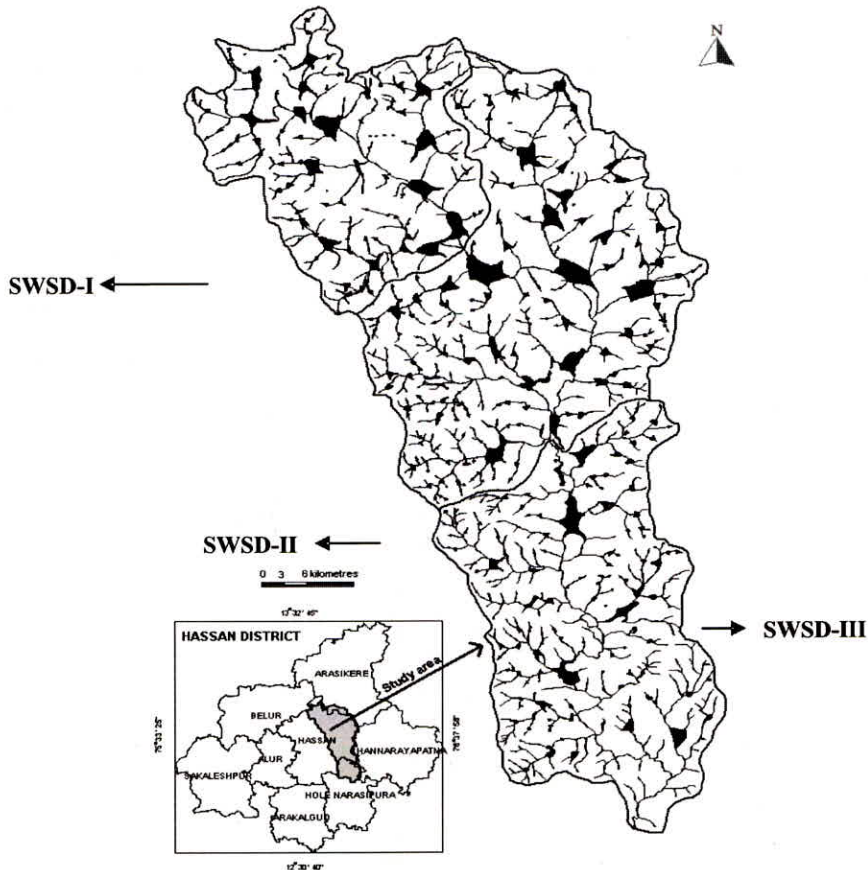 N
SWSD-I
SWSD-II
0 3 6 kilometres
SWSD-III
HASSAN DISTRICT
Study area
ARASIKERE
BELUR
HASSAN
HANNARAYAPATNA
ALUR
SAKALESHPUR
HOLE NARASIPURA
ARAKALGUD